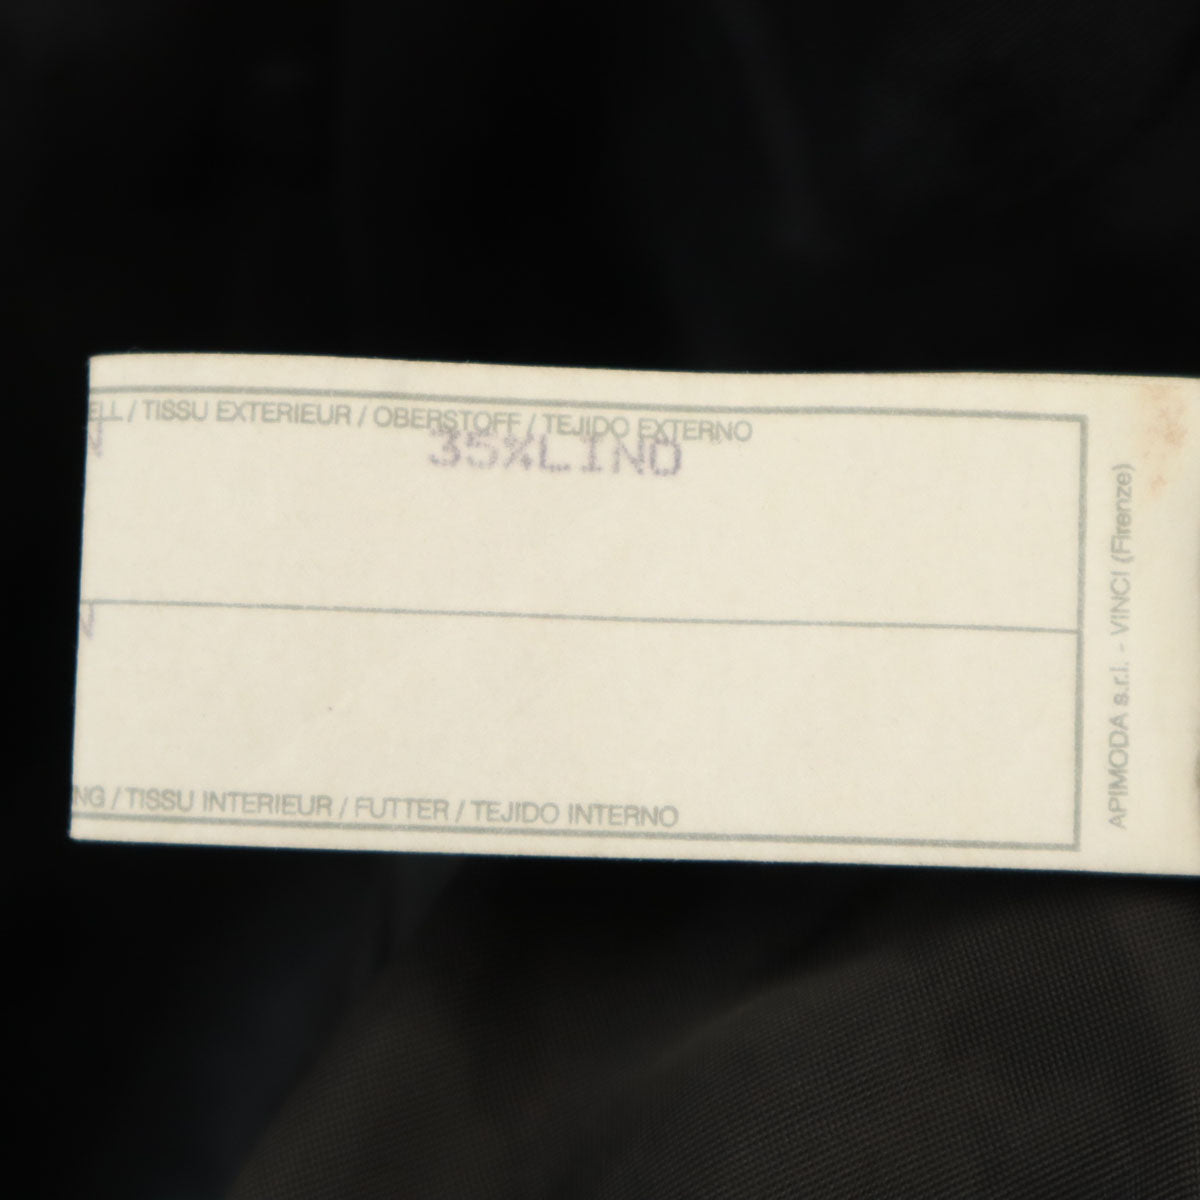 ELL / TISSU EXTERIEUR / OBERSTOFF / TEJIDO EXTERNO
N 35%LINO
N
NG / TISSU INTERIEUR / FUTTER / TEJIDO INTERNO
APIMODA s.r.l. - VINCI (Firenze)